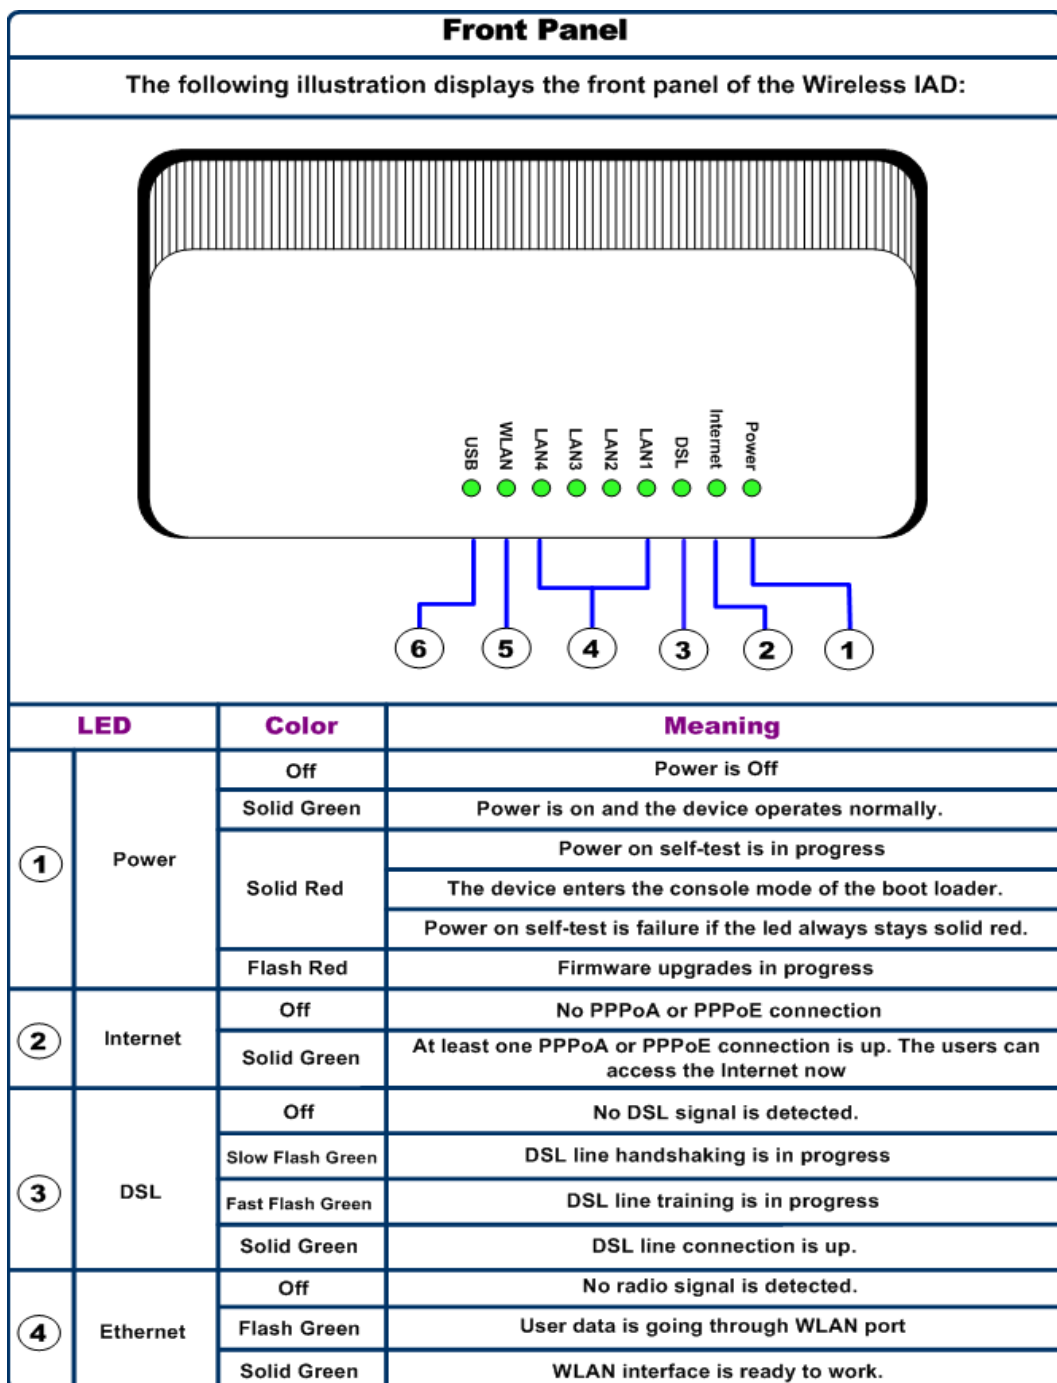 Front Panel
The following illustration displays the front panel of the Wireless IAD:
USB
WLAN
LAN4
LAN3
LAN2
LAN1
DSL
Internet
Power
6
5
4
3
2
1
LED Color Meaning
1 Power
Off Power is Off
Solid Green Power is on and the device operates normally.
Solid Red Power on self-test is in progress
The device enters the console mode of the boot loader.
Power on self-test is failure if the led always stays solid red.
Flash Red Firmware upgrades in progress
2 Internet
Off No PPPoA or PPPoE connection
Solid Green At least one PPPoA or PPPoE connection is up. The users can
access the Internet now
3 DSL
Off No DSL signal is detected.
Slow Flash Green DSL line handshaking is in progress
Fast Flash Green DSL line training is in progress
Solid Green DSL line connection is up.
4 Ethernet
Off No radio signal is detected.
Flash Green User data is going through WLAN port
Solid Green WLAN interface is ready to work.